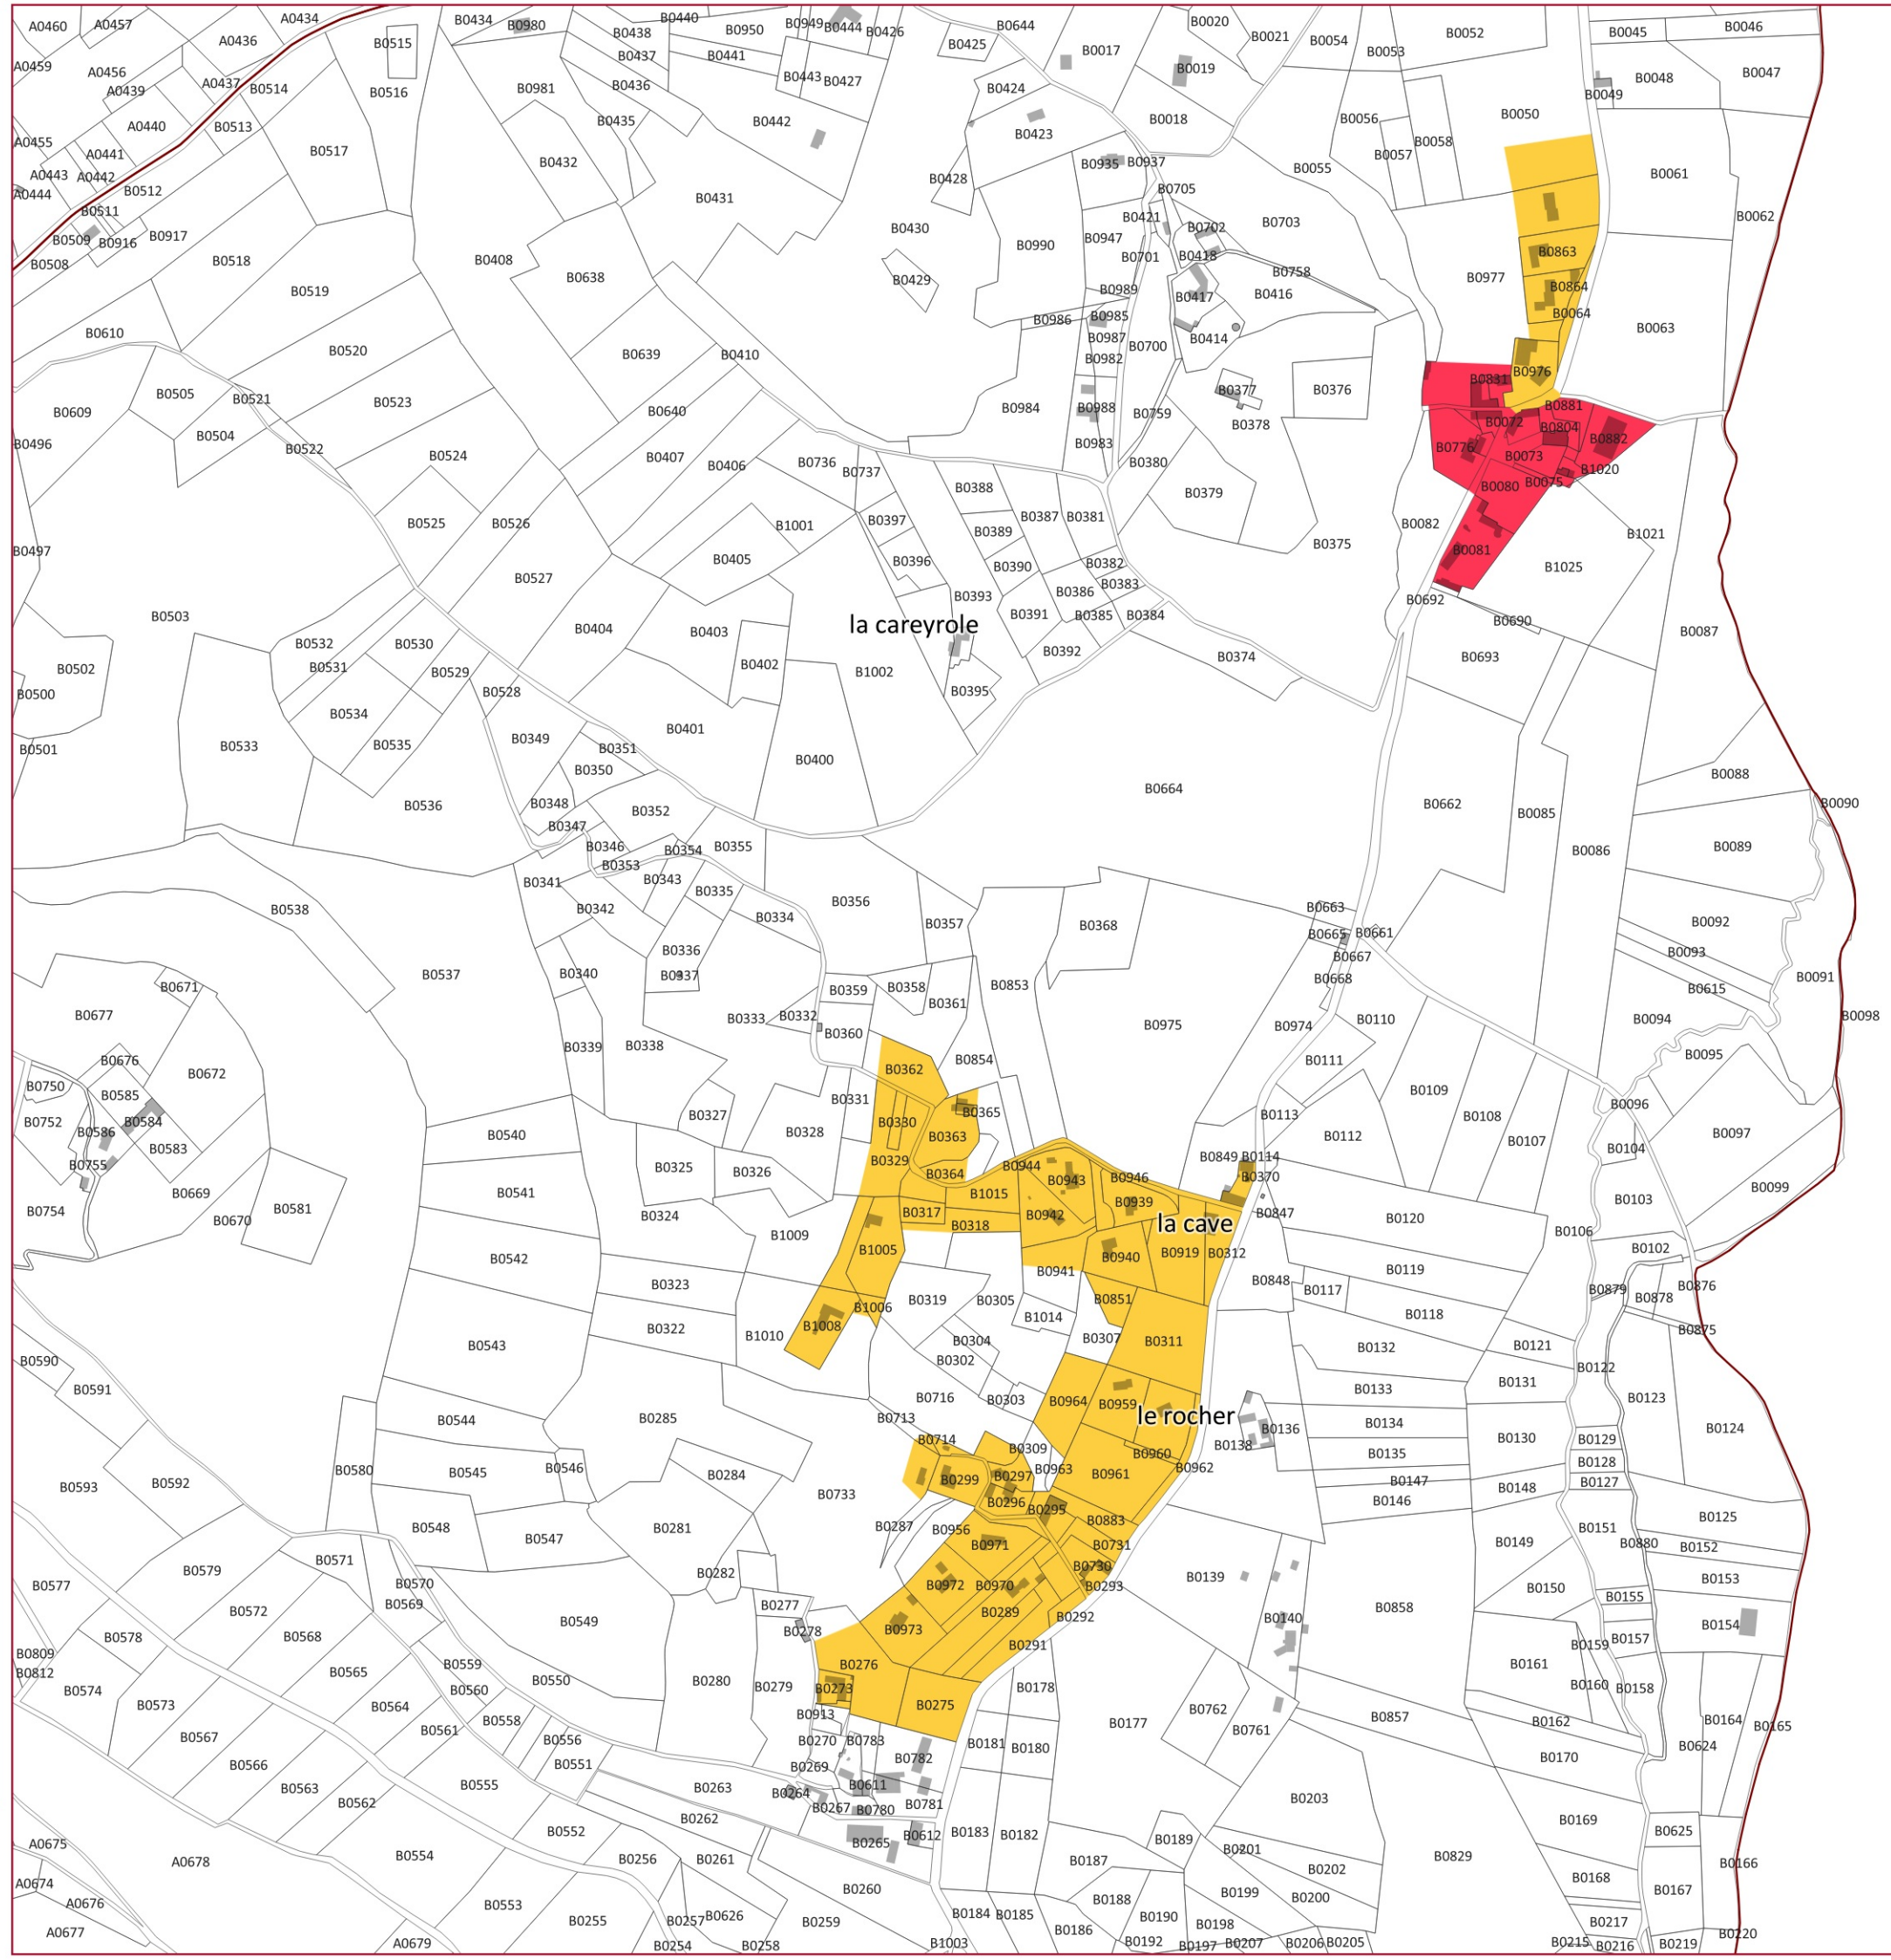 A0460 A0457 A0434 B0434 B0980 B0440 B0949 B0444 B0426 B0644 B0020 B0021 B0054 B0052 B0045 B0046
A0436 B0515 B0438 B0950 B0425 B0017 B0053
A0459 A0456 A0437 B0514 B0516 B0437 B0441 B0443 B0427 B0019 B0048 B0047
A0439 B0981 B0436 B0424 B0049
A0440 B0513 B0435 B0442 B0423 B0018 B0056 B0050
A0455 A0441 B0517 B0432 B0935 B0937 B0057 B0058
A0443 A0442 B0512 B0428 B0705 B0055 B0061
A0444 B0511 B0431 B0421 B0703 B0062
B0509 B0916 B0917 B0430 B0990 B0947 B0702
B0508 B0518 B0408 B0638 B0429 B0701 B0418 B0758 B0977 B0863
B0519 B0989 B0417 B0416 B0864
B0610 B0986 B0985 B0064 B0063
B0520 B0639 B0410 B0987 B0700 B0414
B0982 B0976
B0505 B0521 B0523 B0377 B0376 B0831
B0609 B0640 B0984 B0988 B0759 B0881
B0496 B0504 B0522 B0983 B0378 B0072 B0804 B0882
B0524 B0407 B0406 B0736 B0737 B0380 B0776 B0073 B1020
B0388 B0379 B0080 B0075
B0525 B0526 B1001 B0397 B0389 B0387 B0381 B0082 B1021
B0497 B0405 B0396 B0390 B0382 B0375 B0081 B1025
B0527 B0393 B0386 B0383 B0692
B0503 B0404 B0403 la careyrole B0391 B0385 B0384 B0690 B0087
B0532 B0530 B0392 B0374 B0693
B0502 B0531 B0529 B0402 B1002
B0500 B0528 B0395
B0534 B0401
B0501 B0533 B0535 B0349 B0351 B0400 B0088
B0350 B0664
B0536 B0348 B0352 B0662 B0085 B0090
B0347 B0346 B0354 B0355 B0086 B0089
B0341 B0353 B0343 B0335
B0538 B0342 B0334 B0356 B0357 B0368 B0663 B0092
B0336 B0665 B0661 B0093
B0537 B0340 B0937 B0667 B0668
B0671 B0359 B0358 B0361 B0853 B0615 B0091
B0677 B0333 B0332 B0360 B0975 B0974 B0110 B0094 B0098
B0676 B0672 B0339 B0338 B0854 B0111 B0095
B0750 B0585 B0362 B0109
B0752 B0586 B0584 B0327 B0331 B0330 B0365 B0113 B0108 B0096
B0540 B0328 B0363 B0112 B0107 B0104 B0097
B0755 B0583 B0325 B0326 B0329 B0364 B0944 B0943 B0946 B0849 B0114 B0370
B0669 B0541 B1015 B0939 B0099
B0754 B0670 B0581 B0324 B1009 B0317 B0318 B0942 la cave B0847 B0120 B0106 B0103
B0542 B1005 B0940 B0919 B0312 B0102
B0323 B0941 B0848 B0119 B0876
B1006 B0319 B0305 B0851 B0117 B0118 B0879 B0878
B0543 B0322 B1010 B1008 B0304 B1014 B0307 B0311 B0132 B0121 B0875
B0590 B0302 B0122
B0591 B0716 B0303 B0964 B0959 B0133 B0131 B0123
B0544 B0285 B0713 le rocher B0136 B0134 B0124
B0714 B0309 B0138 B0135 B0130 B0129
B0593 B0592 B0580 B0545 B0546 B0284 B0299 B0297 B0963 B0961 B0960 B0962 B0147 B0128
B0733 B0296 B0295 B0146 B0148 B0127
B0548 B0547 B0281 B0287 B0956 B0883 B0151 B0125
B0571 B0971 B0731 B0149 B0880 B0152
B0577 B0579 B0570 B0282 B0972 B0970 B0730 B0293 B0139 B0150 B0153
B0572 B0569 B0549 B0277 B0289 B0292 B0140 B0858 B0155 B0154
B0578 B0568 B0278 B0973 B0291 B0159 B0157
B0809 B0565 B0559 B0276 B0161
B0812 B0574 B0560 B0550 B0280 B0279 B0273 B0178 B0160 B0158
B0573 B0564 B0558 B0913 B0275 B0177 B0762 B0761 B0857 B0162 B0164 B0165
B0567 B0561 B0556 B0270 B0783 B0181 B0180 B0624
B0566 B0555 B0551 B0269 B0782 B0170
B0563 B0263 B0264 B0611
B0562 B0262 B0267 B0780 B0781 B0203
B0552 B0265 B0612 B0183 B0182 B0189 B0169 B0625
A0675 A0678 B0554 B0256 B0261 B0187 B0201 B0202 B0829 B0166
A0674 B0260 B0188 B0199 B0200 B0168 B0167
A0676 B0553 B0255 B0257 B0626 B0259 B0184 B0185 B0186 B0190 B0198 B0217
A0677 A0679 B0254 B0258 B1003 B0192 B0197 B0207 B0206 B0205 B0215 B0216 B0219 B0220